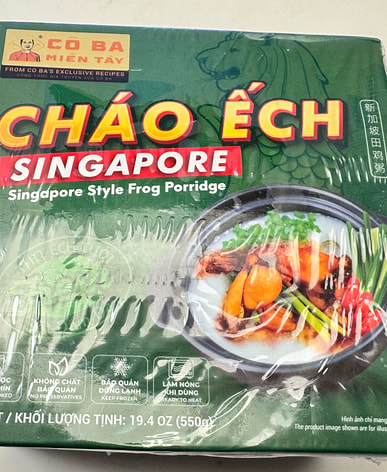 CÔ BA
MIỀN TÂY
FROM CO BA'S EXCLUSIVE RECIPES
CHÁO ẾCH
SINGAPORE
Singapore Style Frog Porridge
新加坡田鸡粥
KHÔNG CHẤT
BẢO QUẢN
NO PRESERVATIVES
BẢO QUẢN
ĐÔNG LẠNH
KEEP FROZEN
LÀM NÓNG
KHI DÙNG
READY TO HEAT
/ KHỐI LƯỢNG TỊNH: 19.4 OZ (550g)
Hình ảnh chỉ mang
The product image shown are for illus